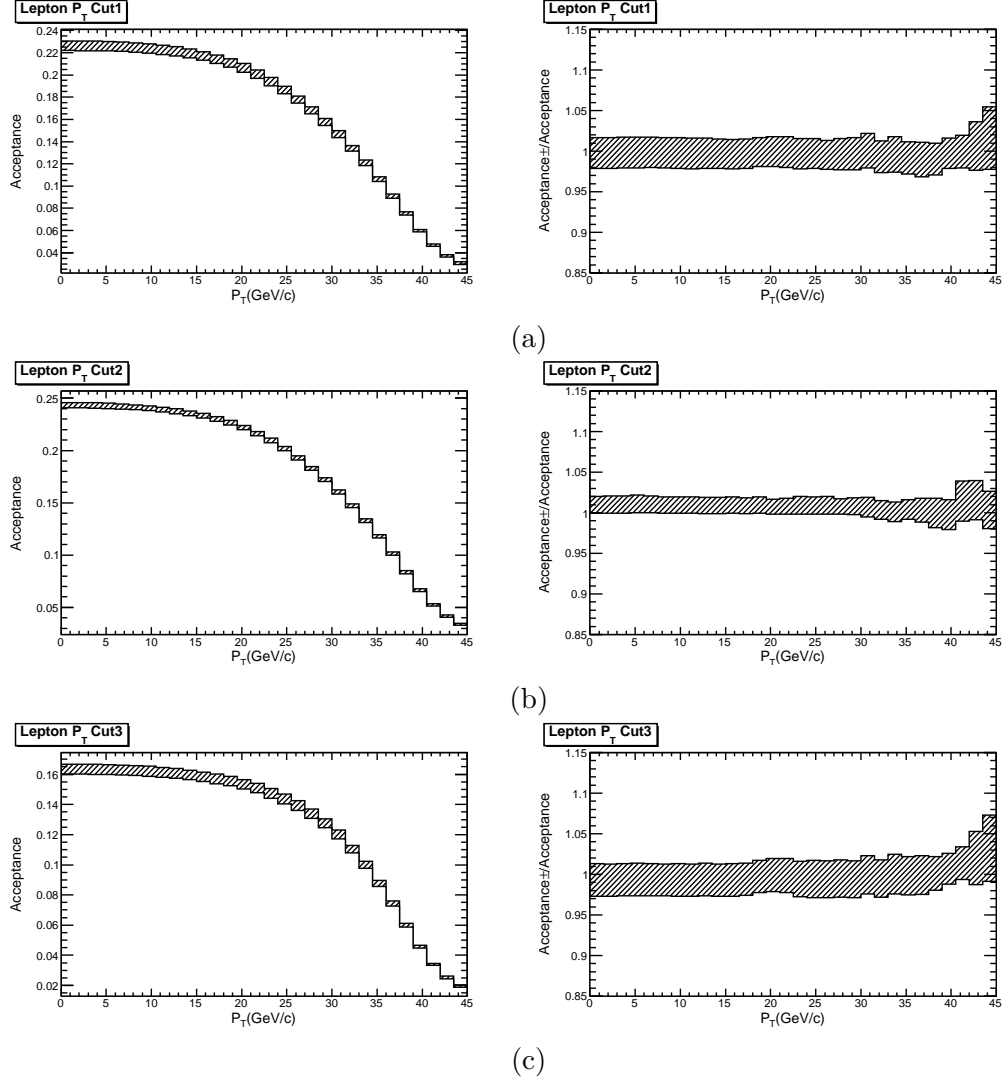 Lepton P_T Cut1
Acceptance
0.24
0.22
0.2
0.18
0.16
0.14
0.12
0.1
0.08
0.06
0.04
0 5 10 15 20 25 30 35 40 45
P_T(GeV/c)
Lepton P_T Cut1
Acceptance±/Acceptance
1.15
1.1
1.05
1
0.95
0.9
0.85
0 5 10 15 20 25 30 35 40 45
P_T(GeV/c)
(a)
Lepton P_T Cut2
Acceptance
0.25
0.2
0.15
0.1
0.05
0 5 10 15 20 25 30 35 40 45
P_T(GeV/c)
Lepton P_T Cut2
Acceptance±/Acceptance
1.15
1.1
1.05
1
0.95
0.9
0.85
0 5 10 15 20 25 30 35 40 45
P_T(GeV/c)
(b)
Lepton P_T Cut3
Acceptance
0.16
0.14
0.12
0.1
0.08
0.06
0.04
0.02
0 5 10 15 20 25 30 35 40 45
P_T(GeV/c)
Lepton P_T Cut3
Acceptance±/Acceptance
1.15
1.1
1.05
1
0.95
0.9
0.85
0 5 10 15 20 25 30 35 40 45
P_T(GeV/c)
(c)